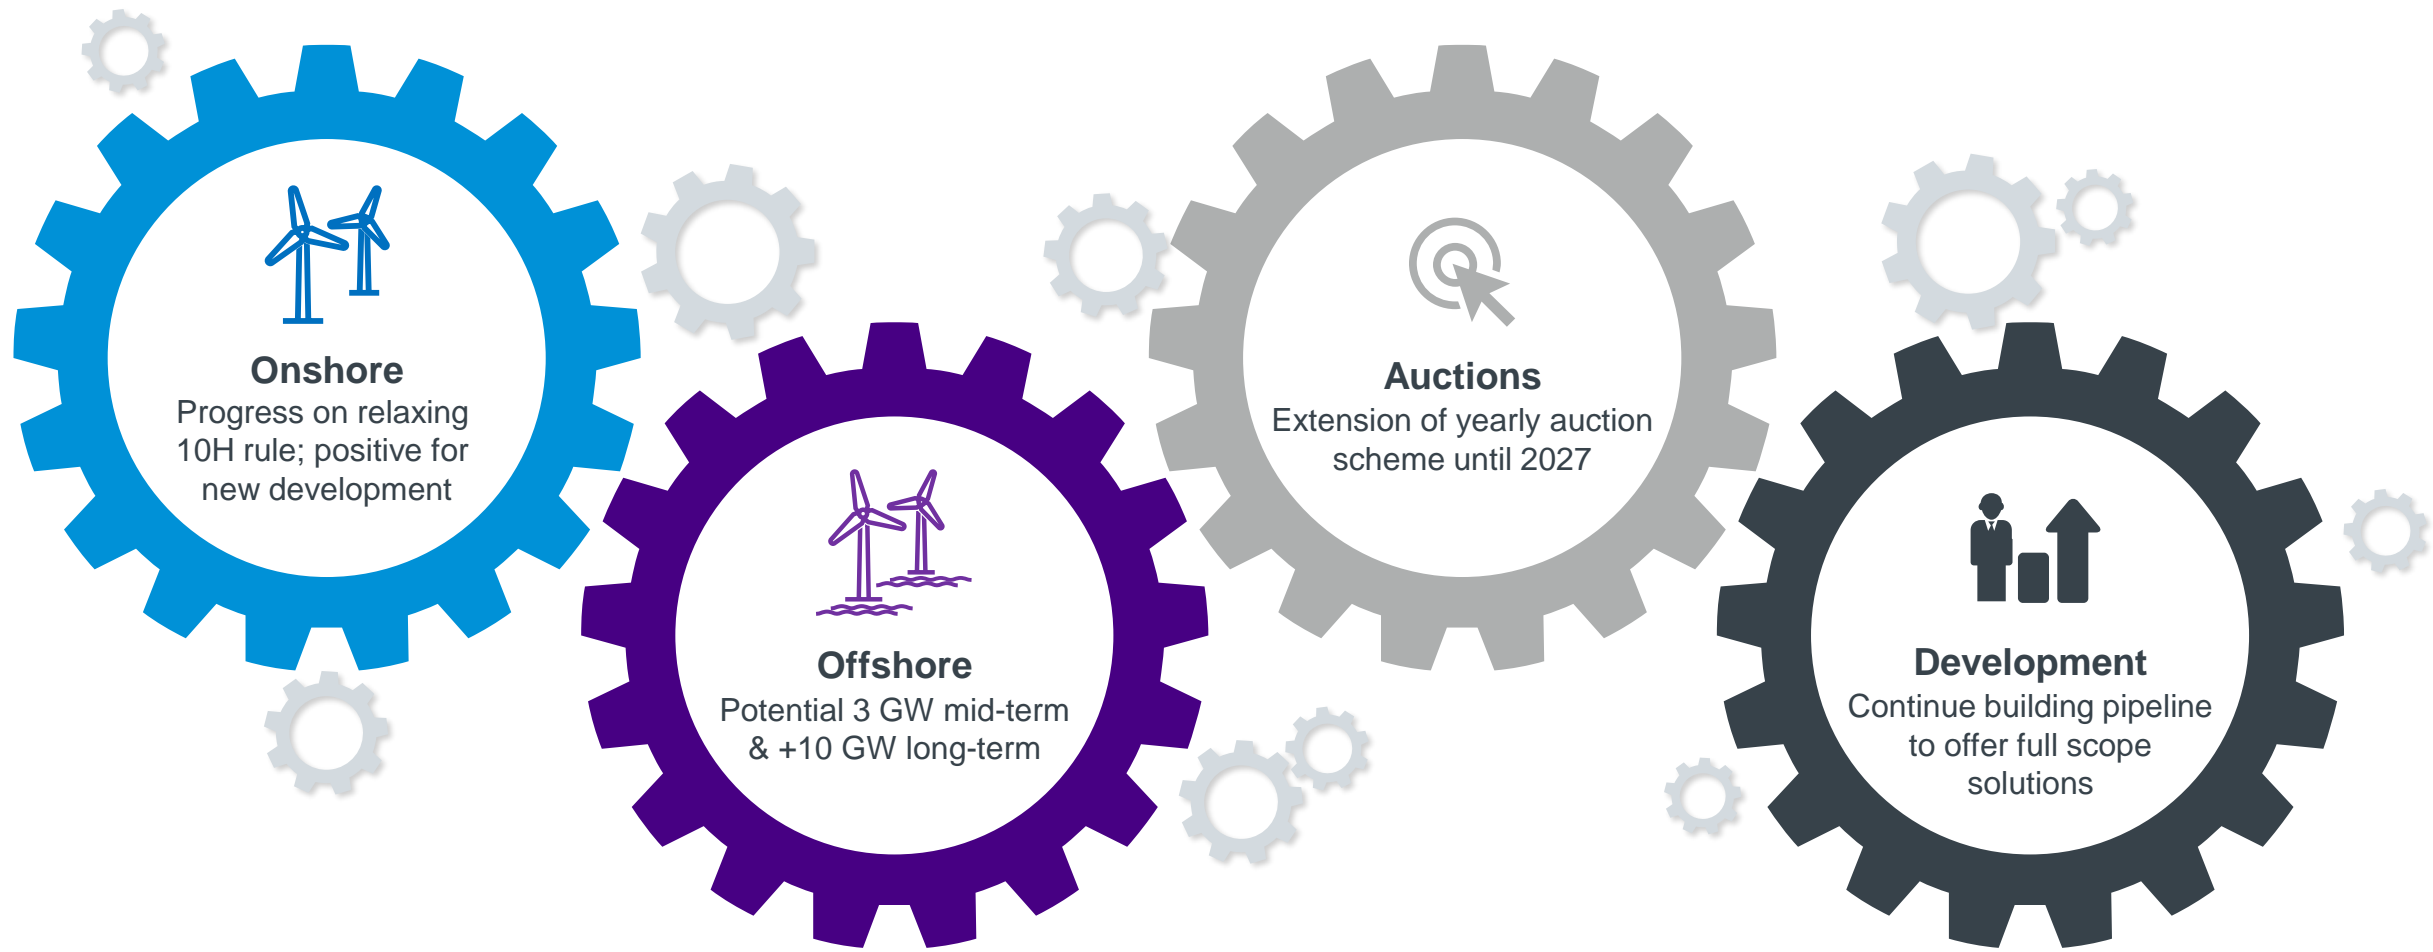 Onshore
Progress on relaxing
10H rule; positive for
new development
Offshore
Potential 3 GW mid-term
& +10 GW long-term
Auctions
Extension of yearly auction
scheme until 2027
Development
Continue building pipeline
to offer full scope
solutions